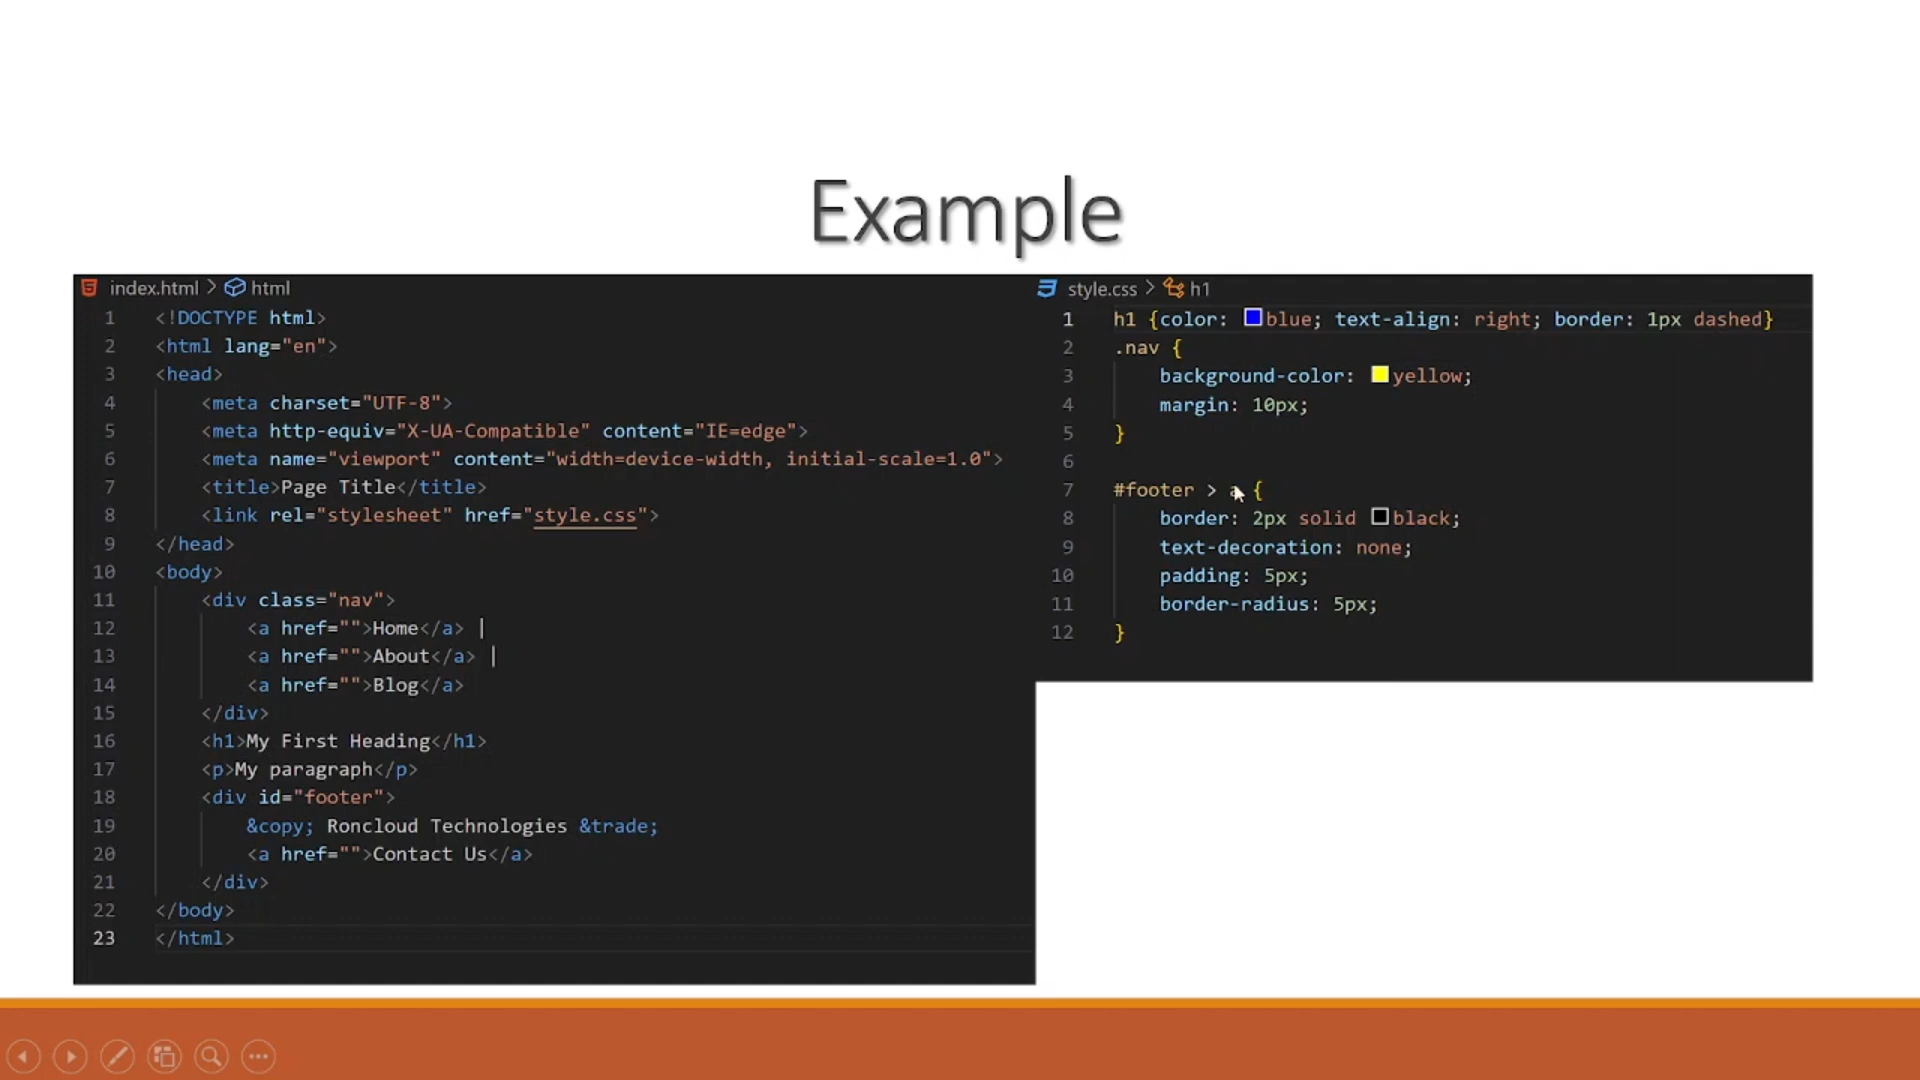 Example
index.html > html
1 <!DOCTYPE html>
2 <html lang="en">
3 <head>
4 <meta charset="UTF-8">
5 <meta http-equiv="X-UA-Compatible" content="IE=edge">
6 <meta name="viewport" content="width=device-width, initial-scale=1.0">
7 <title>Page Title</title>
8 <link rel="stylesheet" href="style.css">
9 </head>
10 <body>
11 <div class="nav">
12 <a href="">Home</a> |
13 <a href="">About</a> |
14 <a href="">Blog</a>
15 </div>
16 <h1>My First Heading</h1>
17 <p>My paragraph</p>
18 <div id="footer">
19 &copy; Roncloud Technologies &trade;
20 <a href="">Contact Us</a>
21 </div>
22 </body>
23 </html>
style.css > h1
1 h1 {color: blue; text-align: right; border: 1px dashed}
2 .nav {
3 background-color: yellow;
4 margin: 10px;
5 }
6
7 #footer > a {
8 border: 2px solid black;
9 text-decoration: none;
10 padding: 5px;
11 border-radius: 5px;
12 }